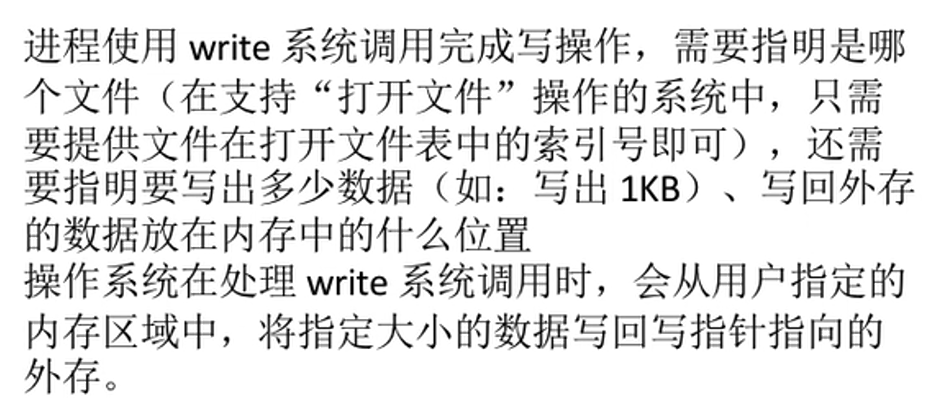 进程使用 write 系统调用完成写操作，需要指明是哪
个文件（在支持“打开文件”操作的系统中，只需
要提供文件在打开文件表中的索引号即可），还需
要指明要写出多少数据（如：写出 1KB）、写回外存
的数据放在内存中的什么位置
操作系统在处理 write 系统调用时，会从用户指定的
内存区域中，将指定大小的数据写回写指针指向的
外存。